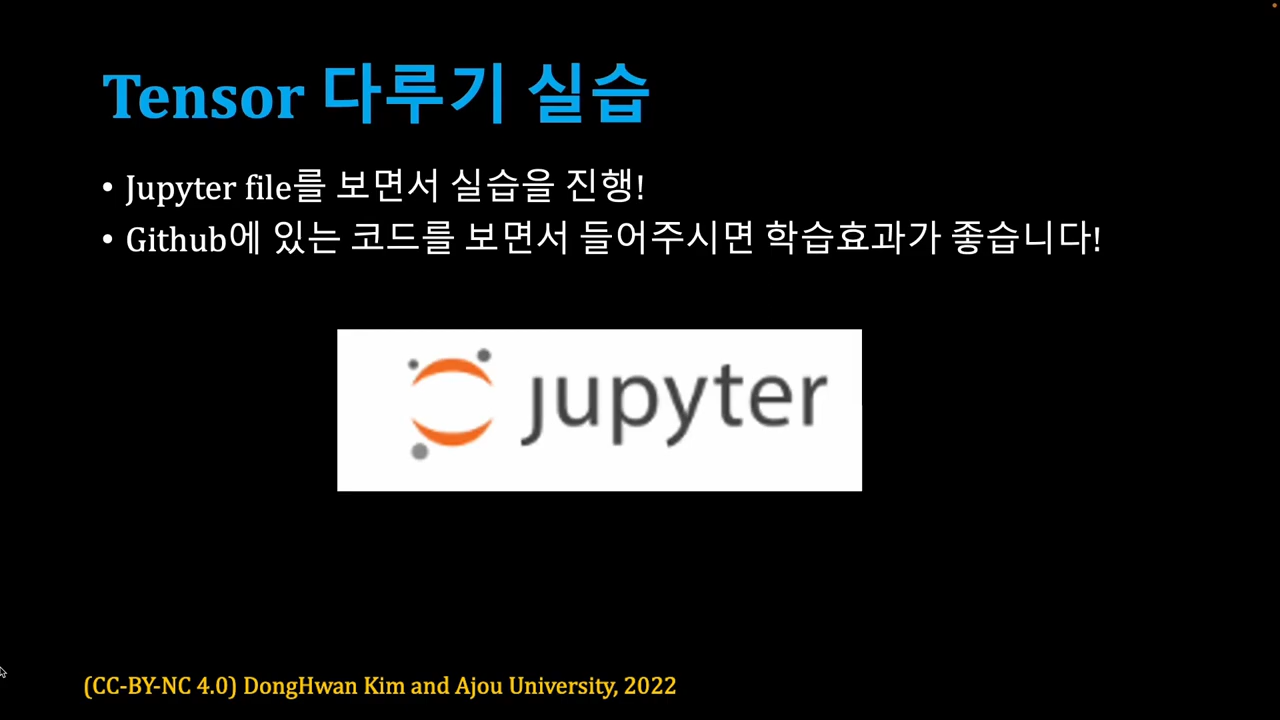 Tensor 다루기 실습
• Jupyter file를 보면서 실습을 진행!
• Github에 있는 코드를 보면서 들어주시면 학습효과가 좋습니다!
jupyter
(CC-BY-NC 4.0) DongHwan Kim and Ajou University, 2022